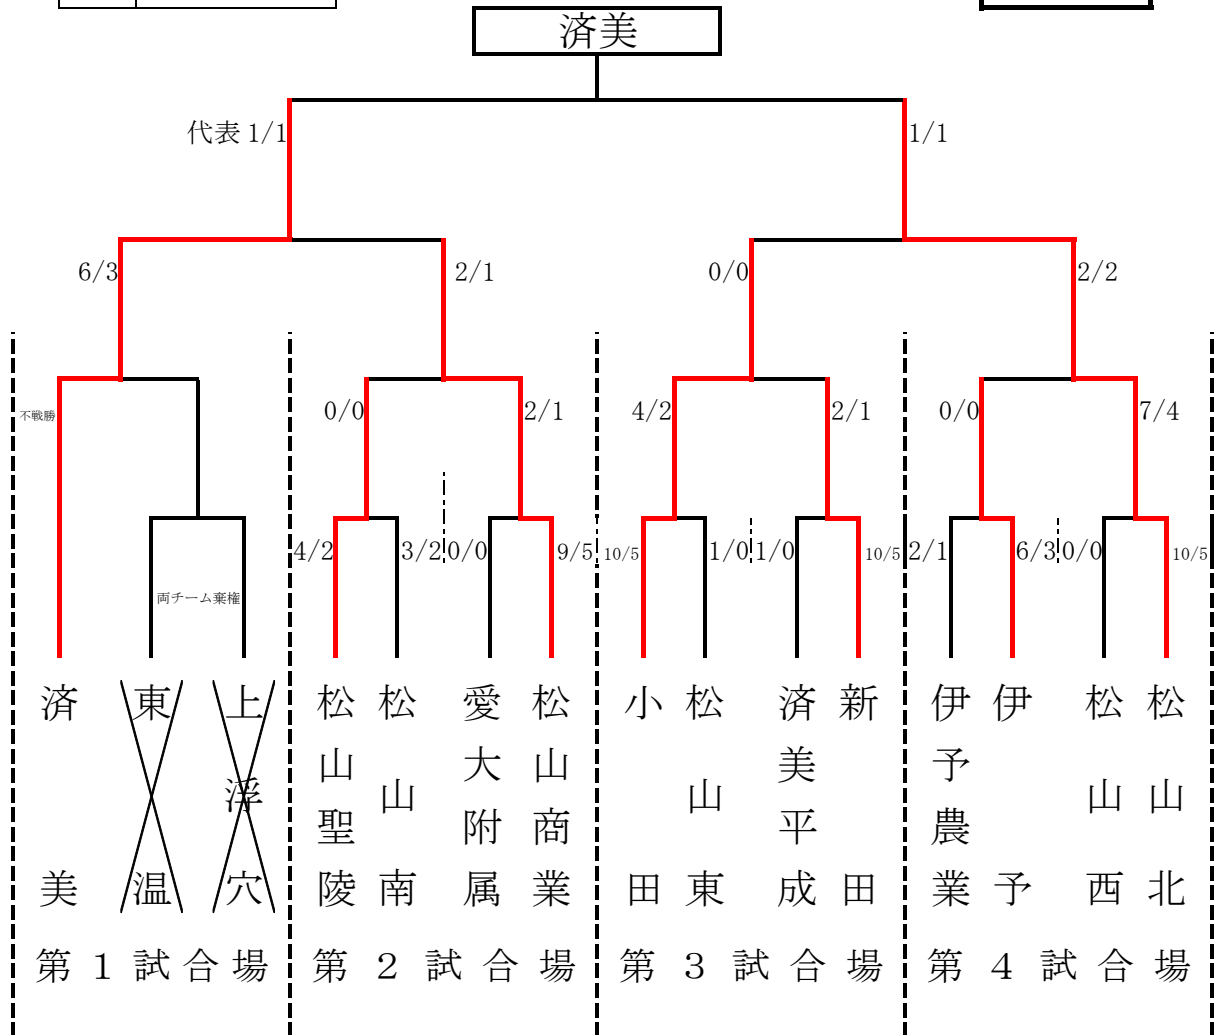 済美
代表 1/1
1/1
6/3
2/1
0/0
2/2
不戦勝
0/0
2/1
4/2
2/1
0/0
7/4
4/2
3/2
0/0
9/5
10/5
1/0
1/0
10/5
2/1
6/3
0/0
10/5
両チーム棄権
済美
東温
上浮穴
松山聖陵
松山南
愛大附属
松山商業
小田
松山東
済美平成
新田
伊予農業
伊予
松山西
松山北
第1試合場
第2試合場
第3試合場
第4試合場